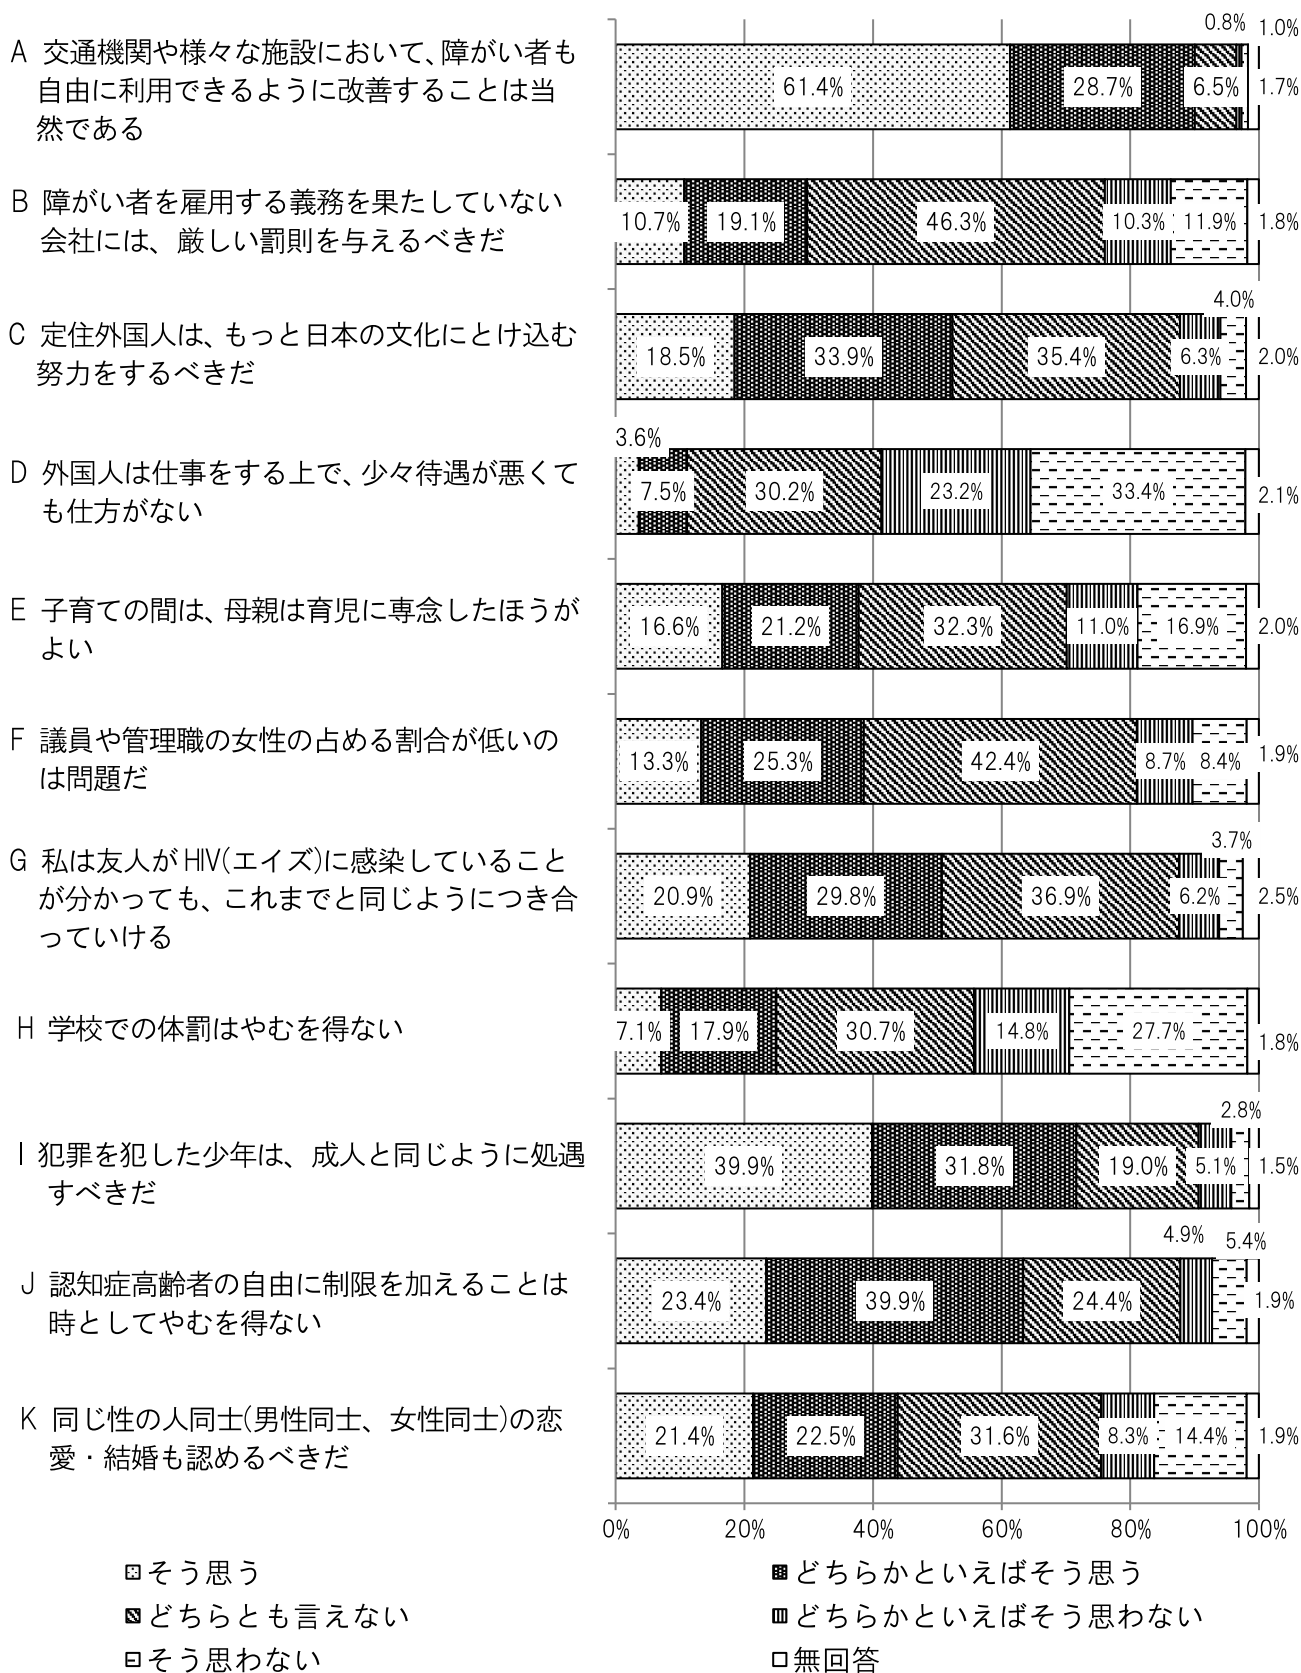 0.8% 1.0%
A 交通機関や様々な施設において、障がい者も
自由に利用できるように改善することは当
然である
61.4% 28.7% 6.5% 1.7%
B 障がい者を雇用する義務を果たしていない
会社には、厳しい罰則を与えるべきだ
10.7% 19.1% 46.3% 10.3% 11.9% 1.8%
4.0%
C 定住外国人は、もっと日本の文化にとけ込む
努力をするべきだ
18.5% 33.9% 35.4% 6.3% 2.0%
3.6%
D 外国人は仕事をする上で、少々待遇が悪くて
も仕方がない
7.5% 30.2% 23.2% 33.4% 2.1%
E 子育ての間は、母親は育児に専念したほうが
よい
16.6% 21.2% 32.3% 11.0% 16.9% 2.0%
F 議員や管理職の女性の占める割合が低いの
は問題だ
13.3% 25.3% 42.4% 8.7% 8.4% 1.9%
3.7%
G 私は友人がHIV(エイズ)に感染していること
が分かっても、これまでと同じようにつき合
っていける
20.9% 29.8% 36.9% 6.2% 2.5%
H 学校での体罰はやむを得ない
7.1% 17.9% 30.7% 14.8% 27.7% 1.8%
2.8%
I 犯罪を犯した少年は、成人と同じように処遇
すべきだ
39.9% 31.8% 19.0% 5.1% 1.5%
4.9% 5.4%
J 認知症高齢者の自由に制限を加えることは
時としてやむを得ない
23.4% 39.9% 24.4% 1.9%
K 同じ性の人同士(男性同士、女性同士)の恋
愛・結婚も認めるべきだ
21.4% 22.5% 31.6% 8.3% 14.4% 1.9%
0% 20% 40% 60% 80% 100%
そう思う どちらかといえばそう思う
どちらとも言えない どちらかといえばそう思わない
そう思わない 無回答